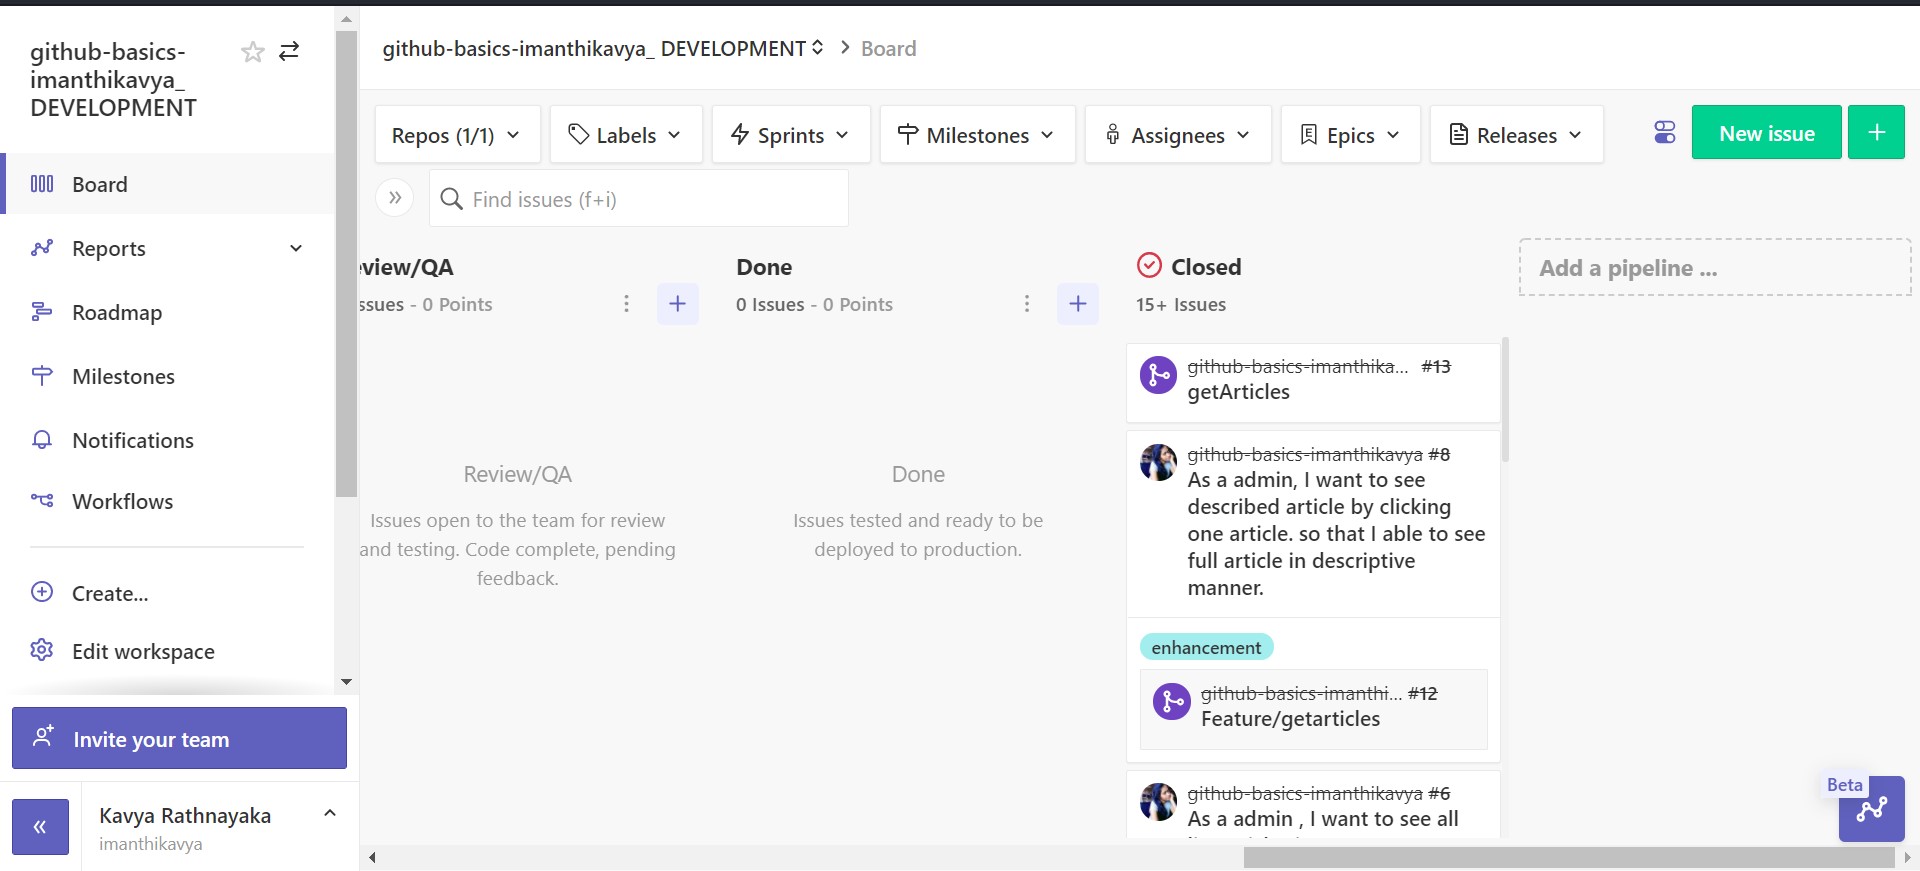 github-basics-
imanthikavya_
DEVELOPMENT
Board
Reports
Roadmap
Milestones
Notifications
Workflows
Create...
Edit workspace
Invite your team
Kavya Rathnayaka
imanthikavya
github-basics-imanthikavya_ DEVELOPMENT Board
Repos (1/1) Labels Sprints Milestones Assignees Epics Releases New issue
Find issues (f+i)
view/QA
ssues - 0 Points
Review/QA
Issues open to the team for review
and testing. Code complete, pending
feedback.
Done
0 Issues - 0 Points
Done
Issues tested and ready to be
deployed to production.
Closed
15+ Issues
github-basics-imanthika... #13
getArticles
github-basics-imanthikavya #8
As a admin, I want to see
described article by clicking
one article. so that I able to see
full article in descriptive
manner.
enhancement
github-basics-imanthi... #12
Feature/getarticles
github-basics-imanthikavya #6
As a admin , I want to see all
Add a pipeline ...
Beta